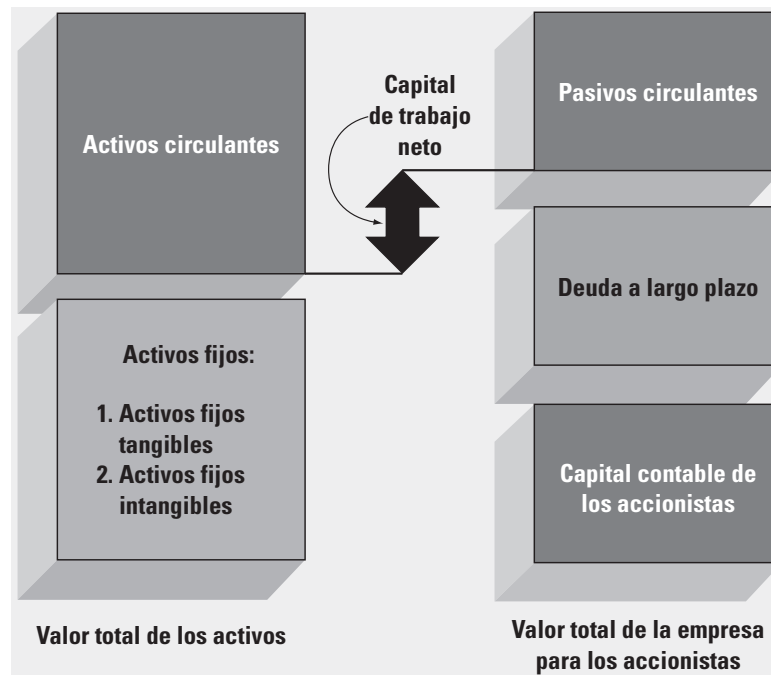 Activos circulantes
Capital
de trabajo
neto
Pasivos circulantes
Activos fijos:
1. Activos fijos
tangibles
2. Activos fijos
intangibles
Deuda a largo plazo
Capital contable de
los accionistas
Valor total de los activos
Valor total de la empresa
para los accionistas